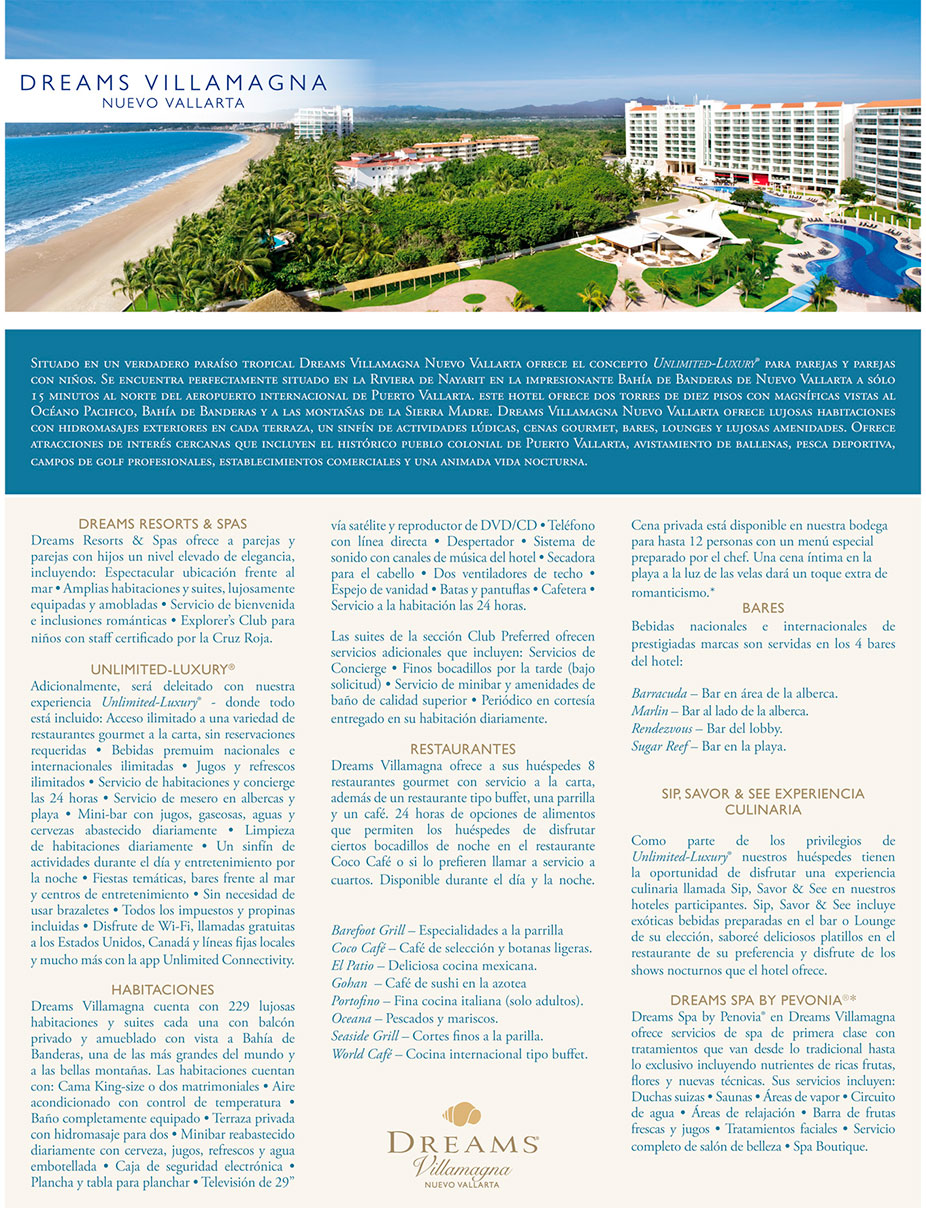 DREAMS VILLAMAGNA
NUEVO VALLARTA
Situado en un verdadero paraíso tropical Dreams Villamagna Nuevo Vallarta ofrece el concepto Unlimited-Luxury® para parejas y parejas
con niños. Se encuentra perfectamente situado en la Riviera de Nayarit en la impresionante Bahía de Banderas de Nuevo Vallarta a sólo
15 minutos al norte del aeropuerto internacional de Puerto Vallarta. este hotel ofrece dos torres de diez pisos con magníficas vistas al
Océano Pacifico, Bahía de Banderas y a las montañas de la Sierra Madre. Dreams Villamagna Nuevo Vallarta ofrece lujosas habitaciones
con hidromasajes exteriores en cada terraza, un sinfín de actividades lúdicas, cenas gourmet, bares, lounges y lujosas amenidades. Ofrece
atracciones de interés cercanas que incluyen el histórico pueblo colonial de Puerto Vallarta, avistamiento de ballenas, pesca deportiva,
campos de golf profesionales, establecimientos comerciales y una animada vida nocturna.
DREAMS RESORTS & SPAS
Dreams Resorts & Spas ofrece a parejas y
parejas con hijos un nivel elevado de elegancia,
incluyendo: Espectacular ubicación frente al
mar • Amplias habitaciones y suites, lujosamente
equipadas y amobladas • Servicio de bienvenida
e inclusiones románticas • Explorer's Club para
niños con staff certificado por la Cruz Roja.
UNLIMITED-LUXURY®
Adicionalmente, será deleitado con nuestra
experiencia Unlimited-Luxury® - donde todo
está incluido: Acceso ilimitado a una variedad de
restaurantes gourmet a la carta, sin reservaciones
requeridas • Bebidas premuim nacionales e
internacionales ilimitadas • Jugos y refrescos
ilimitados • Servicio de habitaciones y concierge
las 24 horas • Servicio de mesero en albercas y
playa • Mini-bar con jugos, gaseosas, aguas y
cervezas abastecido diariamente • Limpieza
de habitaciones diariamente • Un sinfín de
actividades durante el día y entretenimiento por
la noche • Fiestas temáticas, bares frente al mar
y centros de entretenimiento • Sin necesidad de
usar brazaletes • Todos los impuestos y propinas
incluidas • Disfrute de Wi-Fi, llamadas gratuitas
a los Estados Unidos, Canadá y líneas fijas locales
y mucho más con la app Unlimited Connectivity.
HABITACIONES
Dreams Villamagna cuenta con 229 lujosas
habitaciones y suites cada una con balcón
privado y amueblado con vista a Bahía de
Banderas, una de las más grandes del mundo y
a las bellas montañas. Las habitaciones cuentan
con: Cama King-size o dos matrimoniales • Aire
acondicionado con control de temperatura •
Baño completamente equipado • Terraza privada
con hidromasaje para dos • Minibar reabastecido
diariamente con cerveza, jugos, refrescos y agua
embotellada • Caja de seguridad electrónica •
Plancha y tabla para planchar • Televisión de 29”
vía satélite y reproductor de DVD/CD • Teléfono
con línea directa • Despertador • Sistema de
sonido con canales de música del hotel • Secadora
para el cabello • Dos ventiladores de techo •
Espejo de vanidad • Batas y pantuflas • Cafetera •
Servicio a la habitación las 24 horas.
Las suites de la sección Club Preferred ofrecen
servicios adicionales que incluyen: Servicios de
Concierge • Finos bocadillos por la tarde (bajo
solicitud) • Servicio de minibar y amenidades de
baño de calidad superior • Periódico en cortesía
entregado en su habitación diariamente.
RESTAURANTES
Dreams Villamagna ofrece a sus huéspedes 8
restaurantes gourmet con servicio a la carta,
además de un restaurante tipo buffet, una parrilla
y un café. 24 horas de opciones de alimentos
que permiten los huéspedes de disfrutar
ciertos bocadillos de noche en el restaurante
Coco Café o si lo prefieren llamar a servicio a
cuartos. Disponible durante el día y la noche.
Barefoot Grill – Especialidades a la parrilla
Coco Café – Café de selección y botanas ligeras.
El Patio – Deliciosa cocina mexicana.
Gohan – Café de sushi en la azotea
Portofino – Fina cocina italiana (solo adultos).
Oceana – Pescados y mariscos.
Seaside Grill – Cortes finos a la parilla.
World Café – Cocina internacional tipo buffet.
DREAMS®
Villamagna
NUEVO VALLARTA
Cena privada está disponible en nuestra bodega
para hasta 12 personas con un menú especial
preparado por el chef. Una cena íntima en la
playa a la luz de las velas dará un toque extra de
romanticismo.*
BARES
Bebidas nacionales e internacionales de
prestigiadas marcas son servidas en los 4 bares
del hotel:
Barracuda – Bar en área de la alberca.
Marlin – Bar al lado de la alberca.
Rendezvous – Bar del lobby.
Sugar Reef – Bar en la playa.
SIP, SAVOR & SEE EXPERIENCIA
CULINARIA
Como parte de los privilegios de
Unlimited-Luxury® nuestros huéspedes tienen
la oportunidad de disfrutar una experiencia
culinaria llamada Sip, Savor & See en nuestros
hoteles participantes. Sip, Savor & See incluye
exóticas bebidas preparadas en el bar o Lounge
de su elección, saboreé deliciosos platillos en el
restaurante de su preferencia y disfrute de los
shows nocturnos que el hotel ofrece.
DREAMS SPA BY PEVONIA®*
Dreams Spa by Penovia® en Dreams Villamagna
ofrece servicios de spa de primera clase con
tratamientos que van desde lo tradicional hasta
lo exclusivo incluyendo nutrientes de ricas frutas,
flores y nuevas técnicas. Sus servicios incluyen:
Duchas suizas • Saunas • Áreas de vapor • Circuito
de agua • Áreas de relajación • Barra de frutas
frescas y jugos • Tratamientos faciales • Servicio
completo de salón de belleza • Spa Boutique.